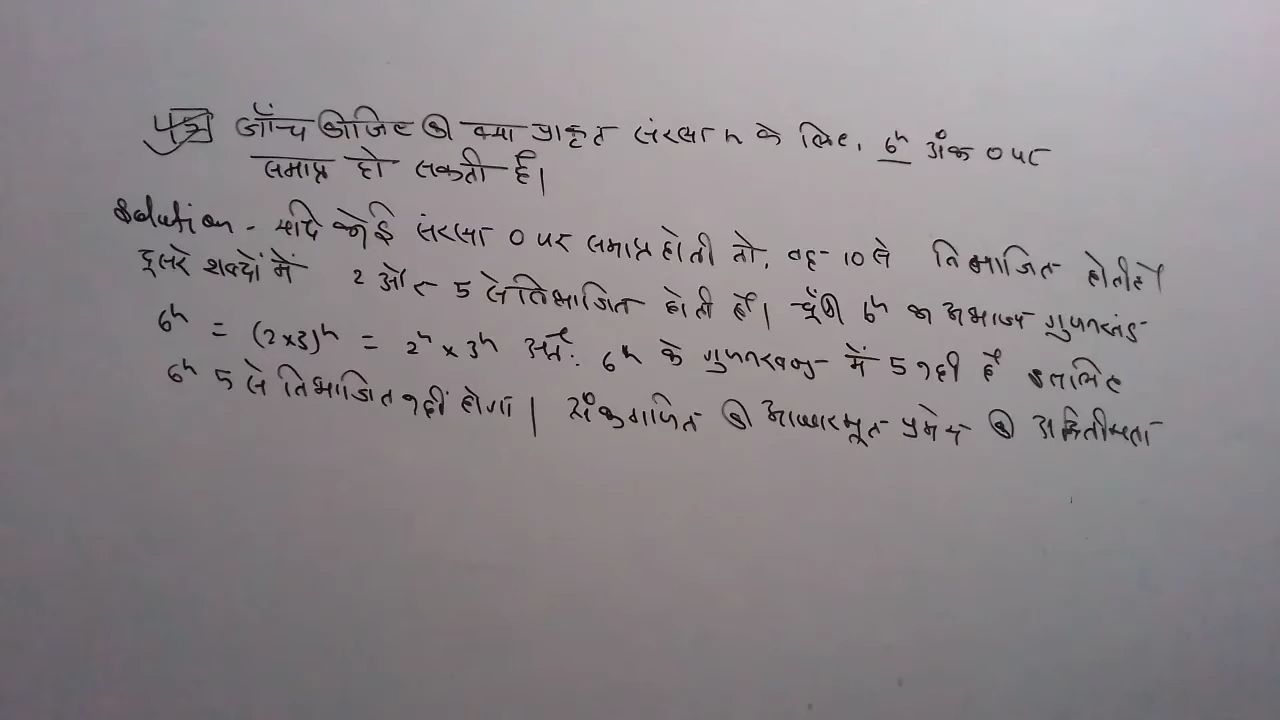 प्रश्न जाँच कीजिए की क्या प्राकृत संख्या n के लिए, 6ⁿ अंक 0 पर
समाप्त हो सकती है।
Solution - यदि कोई संख्या 0 पर समाप्त होती तो, वह 10 से विभाजित होती है।
दूसरे शब्दों में 2 और 5 से विभाजित होती है। चूँकी 6ⁿ का अभाज्य गुणनखंड
6ⁿ = (2×3)ⁿ = 2ⁿ × 3ⁿ अतः 6ⁿ के गुणनखण्ड में 5 नही है इसलिए
6ⁿ 5 से विभाजित नहीं होगा। अंकगणित की आधारभूत प्रमेय की अद्वितीयता